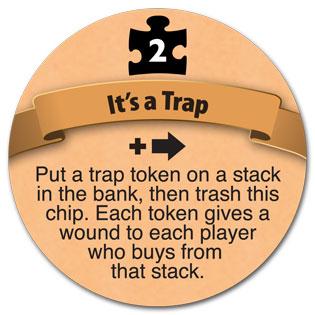 2
It's a Trap
+
Put a trap token on a stack
in the bank, then trash this
chip. Each token gives a
wound to each player
who buys from
that stack.